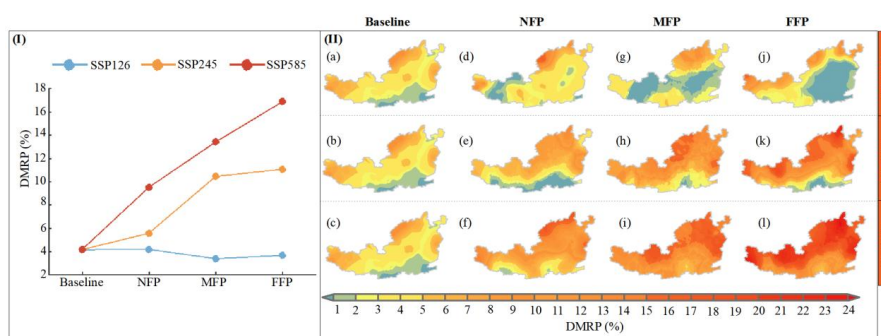 Baseline NFP MFP FFP
(I) (II)
SSP126 SSP245 SSP585
(a) (d) (g) (j)
(b) (e) (h) (k)
(c) (f) (i) (l)
DMRP (%)
18
16
14
12
10
8
6
4
2
Baseline NFP MFP FFP
1 2 3 4 5 6 7 8 9 10 11 12 13 14 15 16 17 18 19 20 21 22 23 24
DMRP (%)